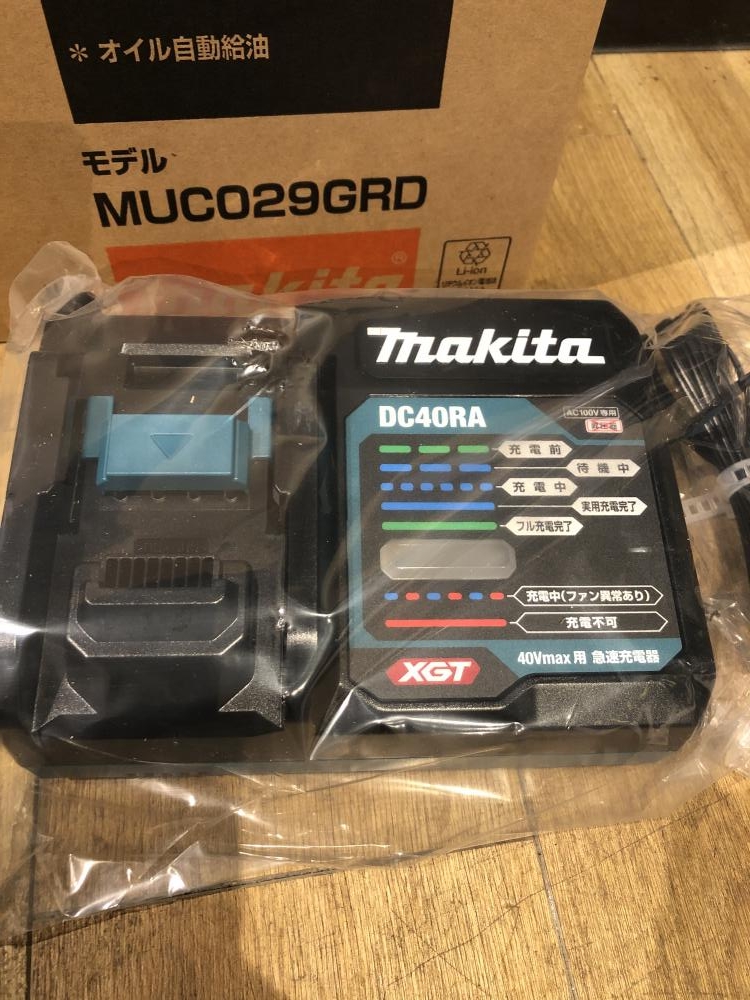 * オイル自動給油
モデル
MUC029GRD
makita
®
Li-ion
makita
DC40RA
AC100V専用
充電前
待機中
充電中
実用充電完了
フル充電完了
充電中(ファン異常あり)
充電不可
XGT
40Vmax用 急速充電器